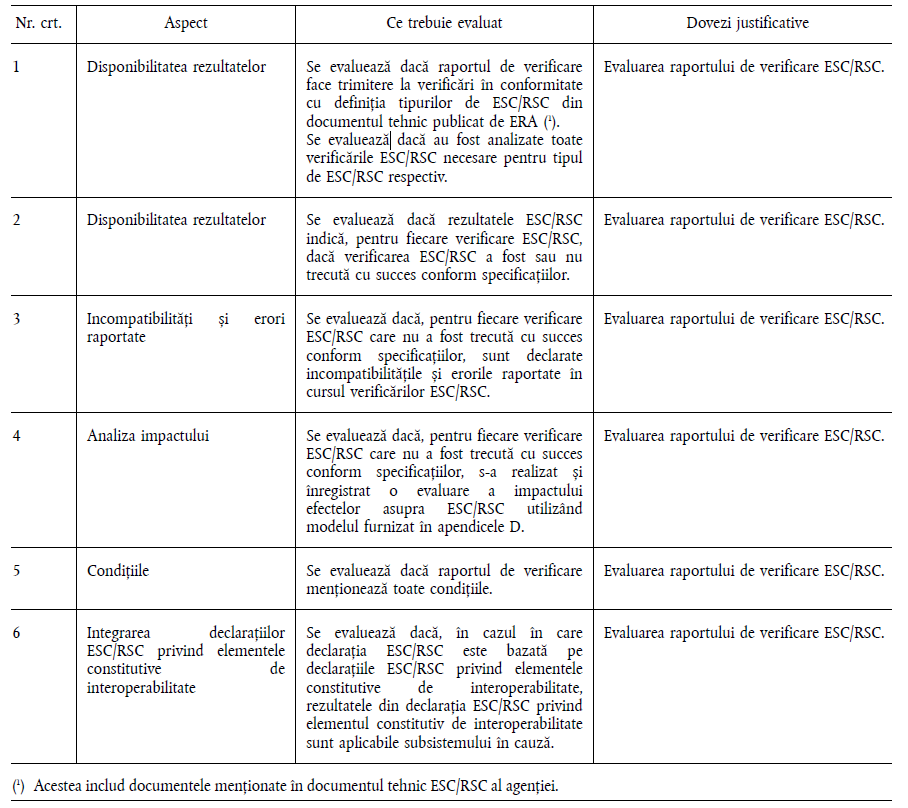 Nr. crt. Aspect Ce trebuie evaluat Dovezi justificative
1 Disponibilitatea rezultatelor Se evaluează dacă raportul de verificare Evaluarea raportului de verificare ESC/RSC.
face trimitere la verificări în conformitate
cu definiția tipurilor de ESC/RSC din
documentul tehnic publicat de ERA (¹).
Se evaluează dacă au fost analizate toate
verificările ESC/RSC necesare pentru tipul
de ESC/RSC respectiv.
2 Disponibilitatea rezultatelor Se evaluează dacă rezultatele ESC/RSC Evaluarea raportului de verificare ESC/RSC.
indică, pentru fiecare verificare ESC/RSC,
dacă verificarea ESC/RSC a fost sau nu
trecută cu succes conform specificațiilor.
3 Incompatibilități și erori Se evaluează dacă, pentru fiecare verificare Evaluarea raportului de verificare ESC/RSC.
raportate ESC/RSC care nu a fost trecută cu succes
conform specificațiilor, sunt declarate
incompatibilitățile și erorile raportate în
cursul verificărilor ESC/RSC.
4 Analiza impactului Se evaluează dacă, pentru fiecare verificare Evaluarea raportului de verificare ESC/RSC.
ESC/RSC care nu a fost trecută cu succes
conform specificațiilor, s-a realizat și
înregistrat o evaluare a impactului
efectelor asupra ESC/RSC utilizând
modelul furnizat în apendicele D.
5 Condițiile Se evaluează dacă raportul de verificare Evaluarea raportului de verificare ESC/RSC.
menționează toate condițiile.
6 Integrarea declarațiilor Se evaluează dacă, în cazul în care Evaluarea raportului de verificare ESC/RSC.
ESC/RSC privind elementele declarația ESC/RSC este bazată pe
constitutive de declarațiile ESC/RSC privind elementele
interoperabilitate constitutive de interoperabilitate,
rezultatele din declarația ESC/RSC privind
elementul constitutiv de interoperabilitate
sunt aplicabile subsistemului în cauză.
(¹) Acestea includ documentele menționate în documentul tehnic ESC/RSC al agenției.